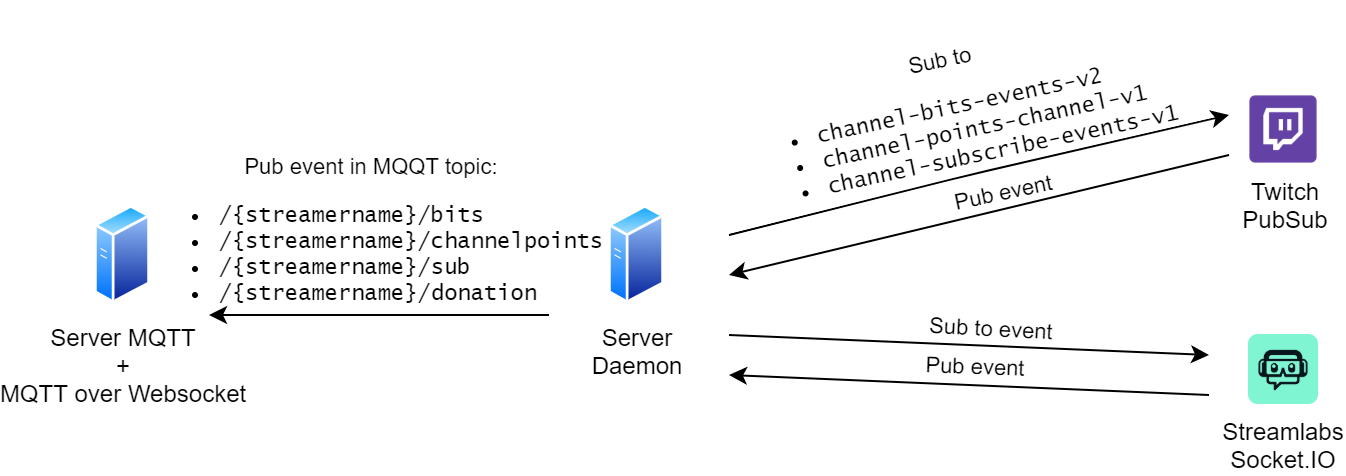 Sub to
• channel-bits-events-v2
• channel-points-channel-v1
• channel-subscribe-events-v1
Pub event
Twitch
PubSub
Pub event in MQQT topic:
• /{streamername}/bits
• /{streamername}/channelpoints
• /{streamername}/sub
• /{streamername}/donation
Server MQTT
+
MQTT over Websocket
Server
Daemon
Sub to event
Pub event
Streamlabs
Socket.IO